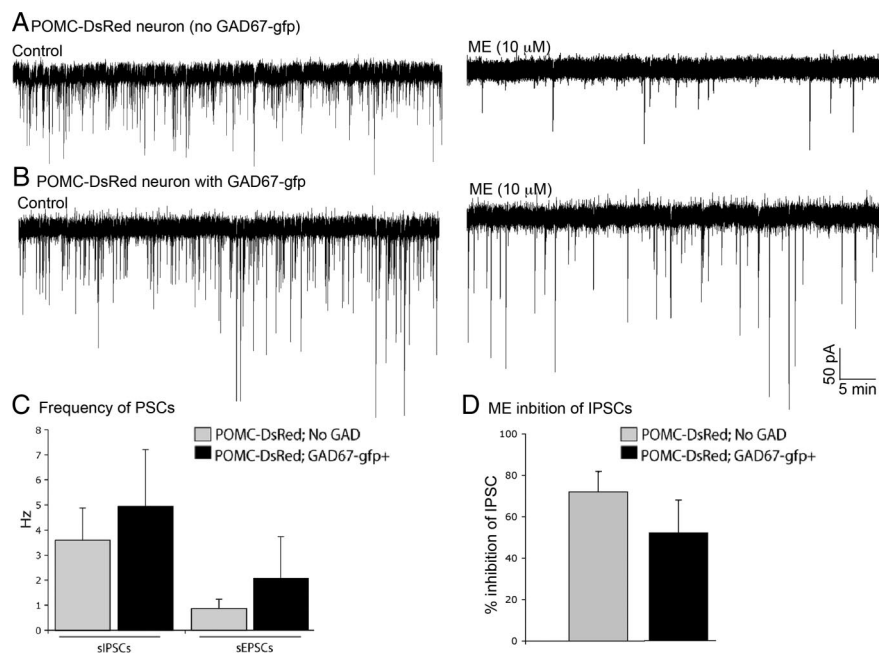 A POMC-DsRed neuron (no GAD67-gfp)
Control
ME (10 µM)
B POMC-DsRed neuron with GAD67-gfp
Control
ME (10 µM)
50 pA
5 min
C Frequency of PSCs
POMC-DsRed; No GAD
POMC-DsRed; GAD67-gfp+
Hz
8
7
6
5
4
3
2
1
0
sIPSCs
sEPSCs
D ME inbition of IPSCs
POMC-DsRed; No GAD
POMC-DsRed; GAD67-gfp+
% inhibition of IPSC
100
80
60
40
20
0